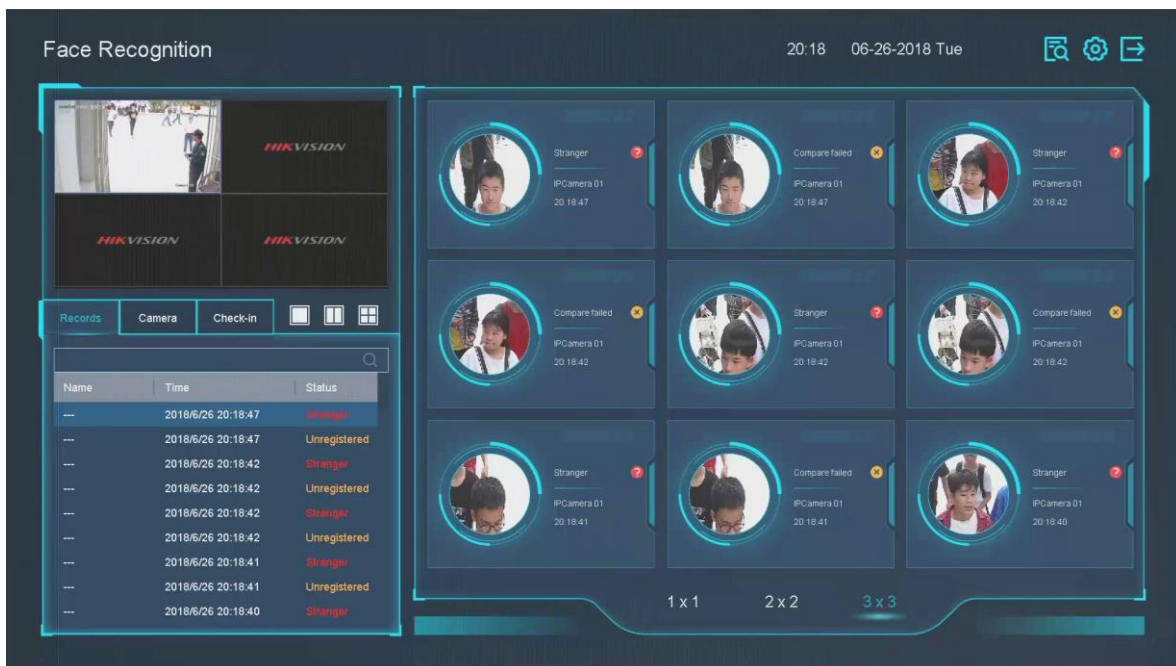 Face Recognition
20:18 06-26-2018 Tue
HIKVISION
HIKVISION
HIKVISION
Records
Camera
Check-in
Name Time Status
--- 2018/6/26 20:18:47 Stranger
--- 2018/6/26 20:18:47 Unregistered
--- 2018/6/26 20:18:42 Stranger
--- 2018/6/26 20:18:42 Unregistered
--- 2018/6/26 20:18:42 Stranger
--- 2018/6/26 20:18:42 Unregistered
--- 2018/6/26 20:18:41 Stranger
--- 2018/6/26 20:18:41 Unregistered
--- 2018/6/26 20:18:40 Stranger
Stranger
IPCamera 01
20:18:47
Compare failed
IPCamera 01
20:18:47
Stranger
IPCamera 01
20:18:42
Compare failed
IPCamera 01
20:18:42
Stranger
IPCamera 01
20:18:42
Compare failed
IPCamera 01
20:18:42
Stranger
IPCamera 01
20:18:41
Compare failed
IPCamera 01
20:18:41
Stranger
IPCamera 01
20:18:40
1 x 1
2 x 2
3 x 3